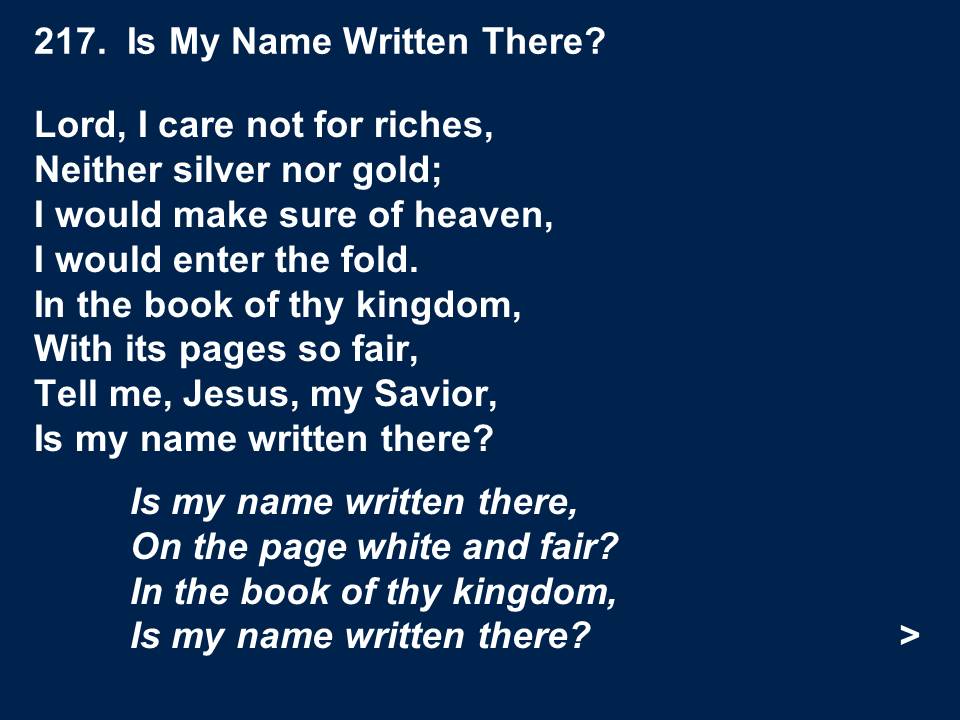 217. Is My Name Written There?
Lord, I care not for riches,
Neither silver nor gold;
I would make sure of heaven,
I would enter the fold.
In the book of thy kingdom,
With its pages so fair,
Tell me, Jesus, my Savior,
Is my name written there?
Is my name written there,
On the page white and fair?
In the book of thy kingdom,
Is my name written there? >